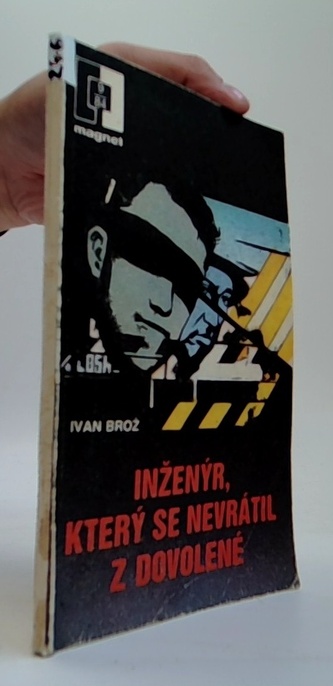 magnet
IVAN BROŽ
INŽENÝR,
KTERÝ SE NEVRÁTIL
Z DOVOLENÉ